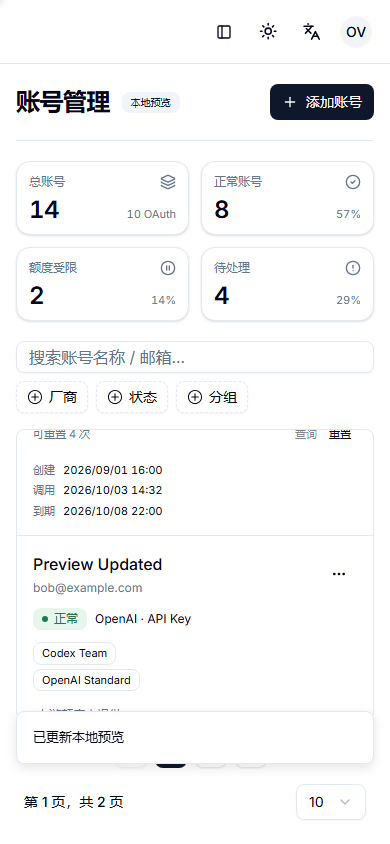 OV
账号管理
本地预览
添加账号
总账号
14
10 OAuth
正常账号
8
57%
额度受限
2
14%
待处理
4
29%
搜索账号名称 / 邮箱...
厂商
状态
分组
可重置 4 次
查询
重置
创建 2026/09/01 16:00
调用 2026/10/03 14:32
到期 2026/10/08 22:00
Preview Updated
bob@example.com
正常
OpenAI · API Key
Codex Team
OpenAI Standard
已更新本地预览
第 1 页，共 2 页
10